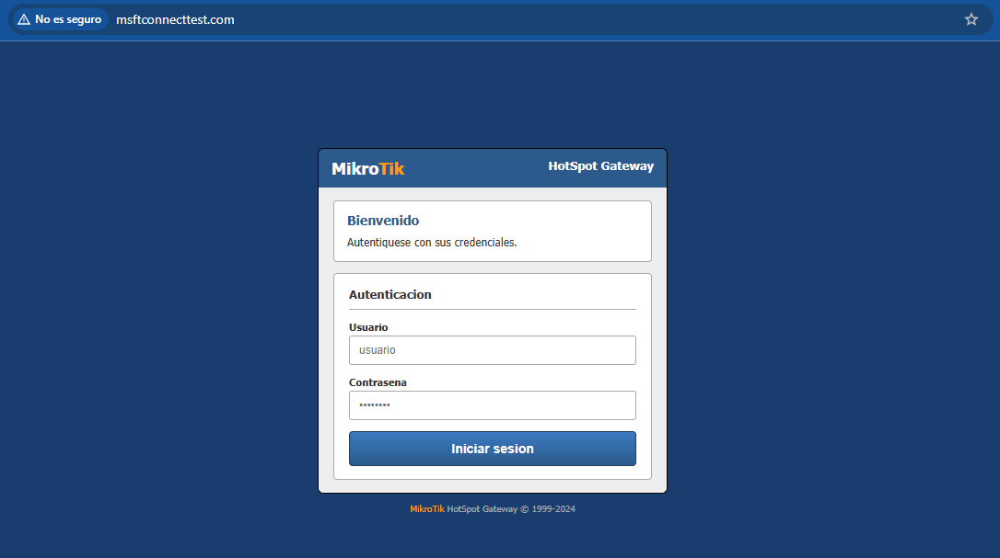 No es seguro msftconnecttest.com
MikroTik HotSpot Gateway
Bienvenido
Autentiquese con sus credenciales.
Autenticacion
Usuario
usuario
Contrasena
••••••••
Iniciar sesion
MikroTik HotSpot Gateway © 1999-2024